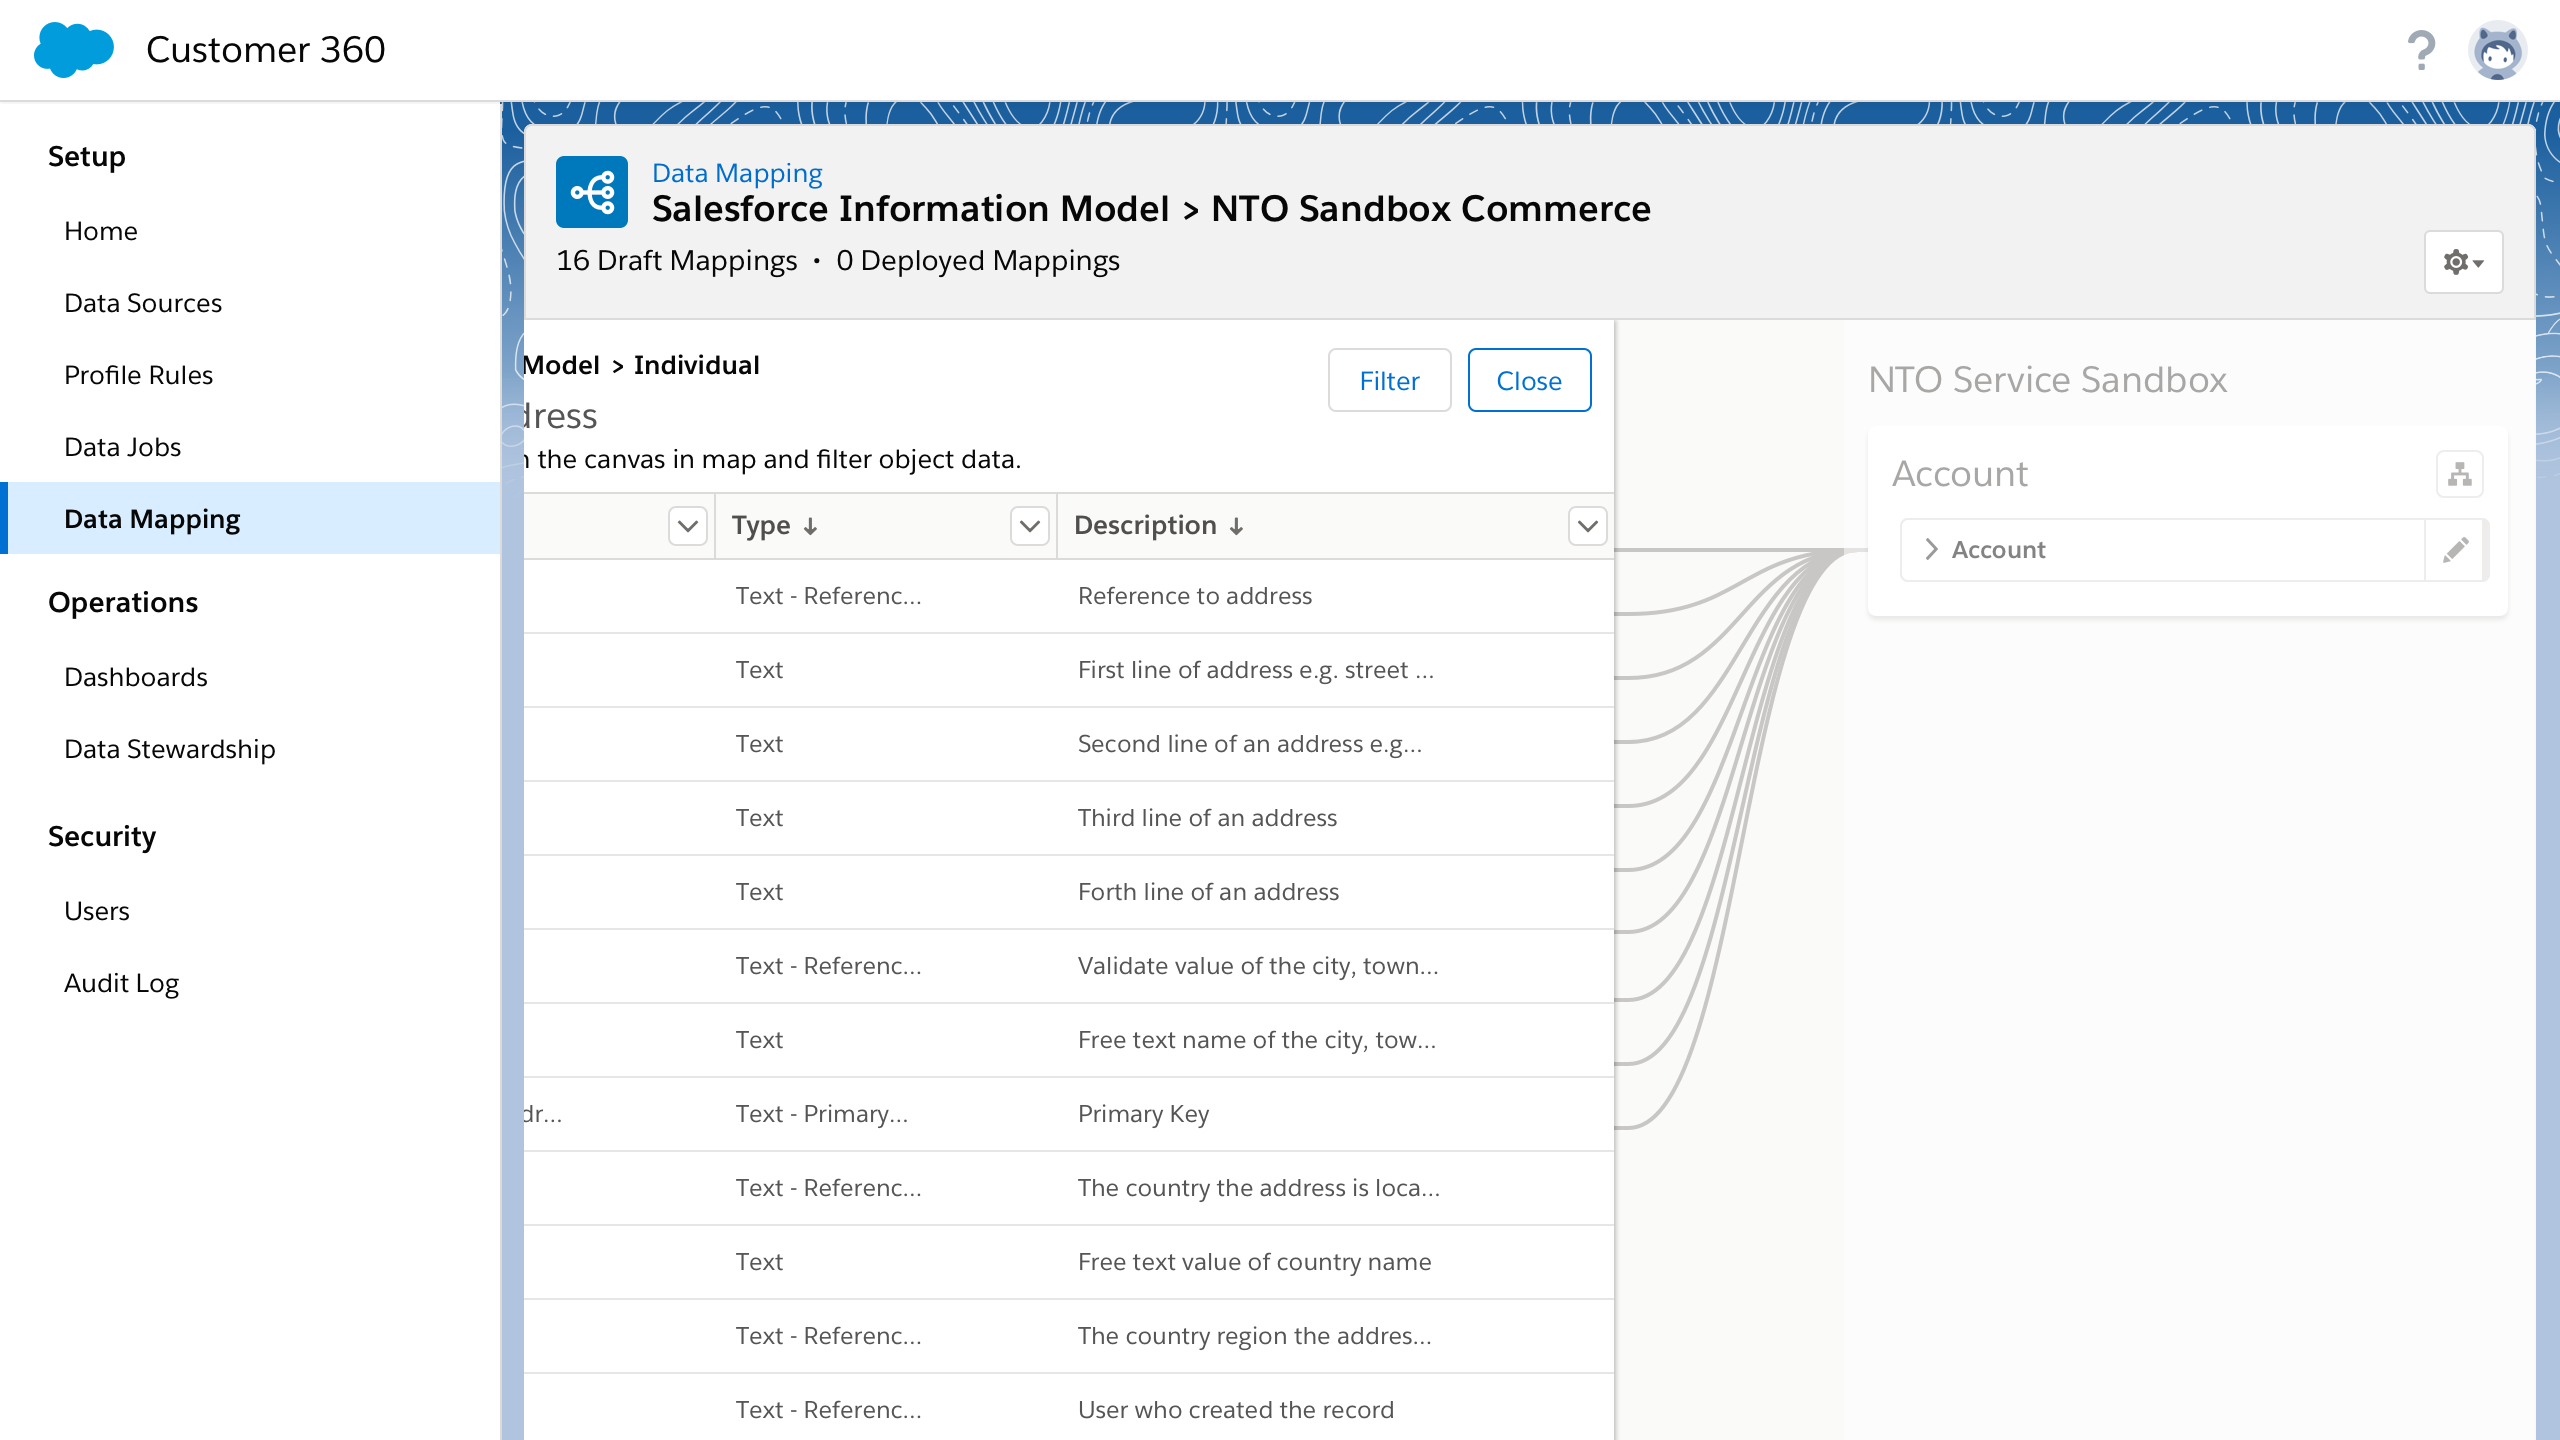 Customer 360
Setup
Home
Data Sources
Profile Rules
Data Jobs
Data Mapping
Operations
Dashboards
Data Stewardship
Security
Users
Audit Log
Data Mapping
Salesforce Information Model > NTO Sandbox Commerce
16 Draft Mappings • 0 Deployed Mappings
Model > Individual
dress
Filter
Close
the canvas in map and filter object data.
Type Description
Text - Referenc... Reference to address
Text First line of address e.g. street ...
Text Second line of an address e.g...
Text Third line of an address
Text Forth line of an address
Text - Referenc... Validate value of the city, town...
Text Free text name of the city, tow...
dr... Text - Primary... Primary Key
Text - Referenc... The country the address is loca...
Text Free text value of country name
Text - Referenc... The country region the addres...
Text - Referenc... User who created the record
NTO Service Sandbox
Account
Account